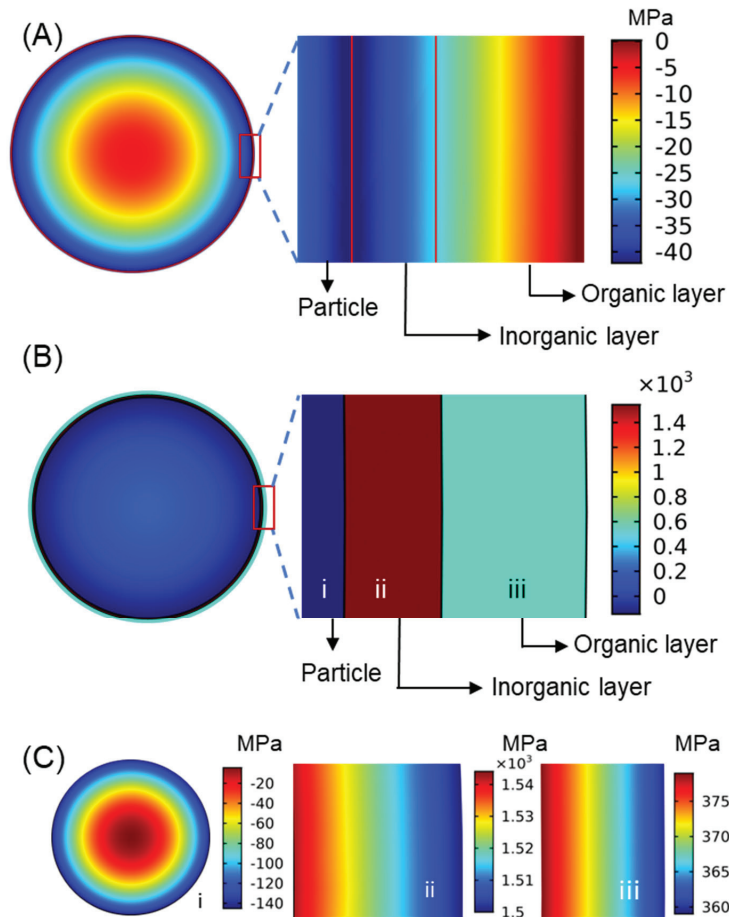 (A)
MPa
0
-5
-10
-15
-20
-25
-30
-35
-40
Particle
Organic layer
Inorganic layer
(B)
×10³
1.4
1.2
1
0.8
0.6
0.4
0.2
0
i
ii
iii
Organic layer
Particle
Inorganic layer
(C)
MPa
-20
-40
-60
-80
-100
-120
-140
i
ii
MPa
×10³
1.54
1.53
1.52
1.51
1.5
iii
MPa
375
370
365
360